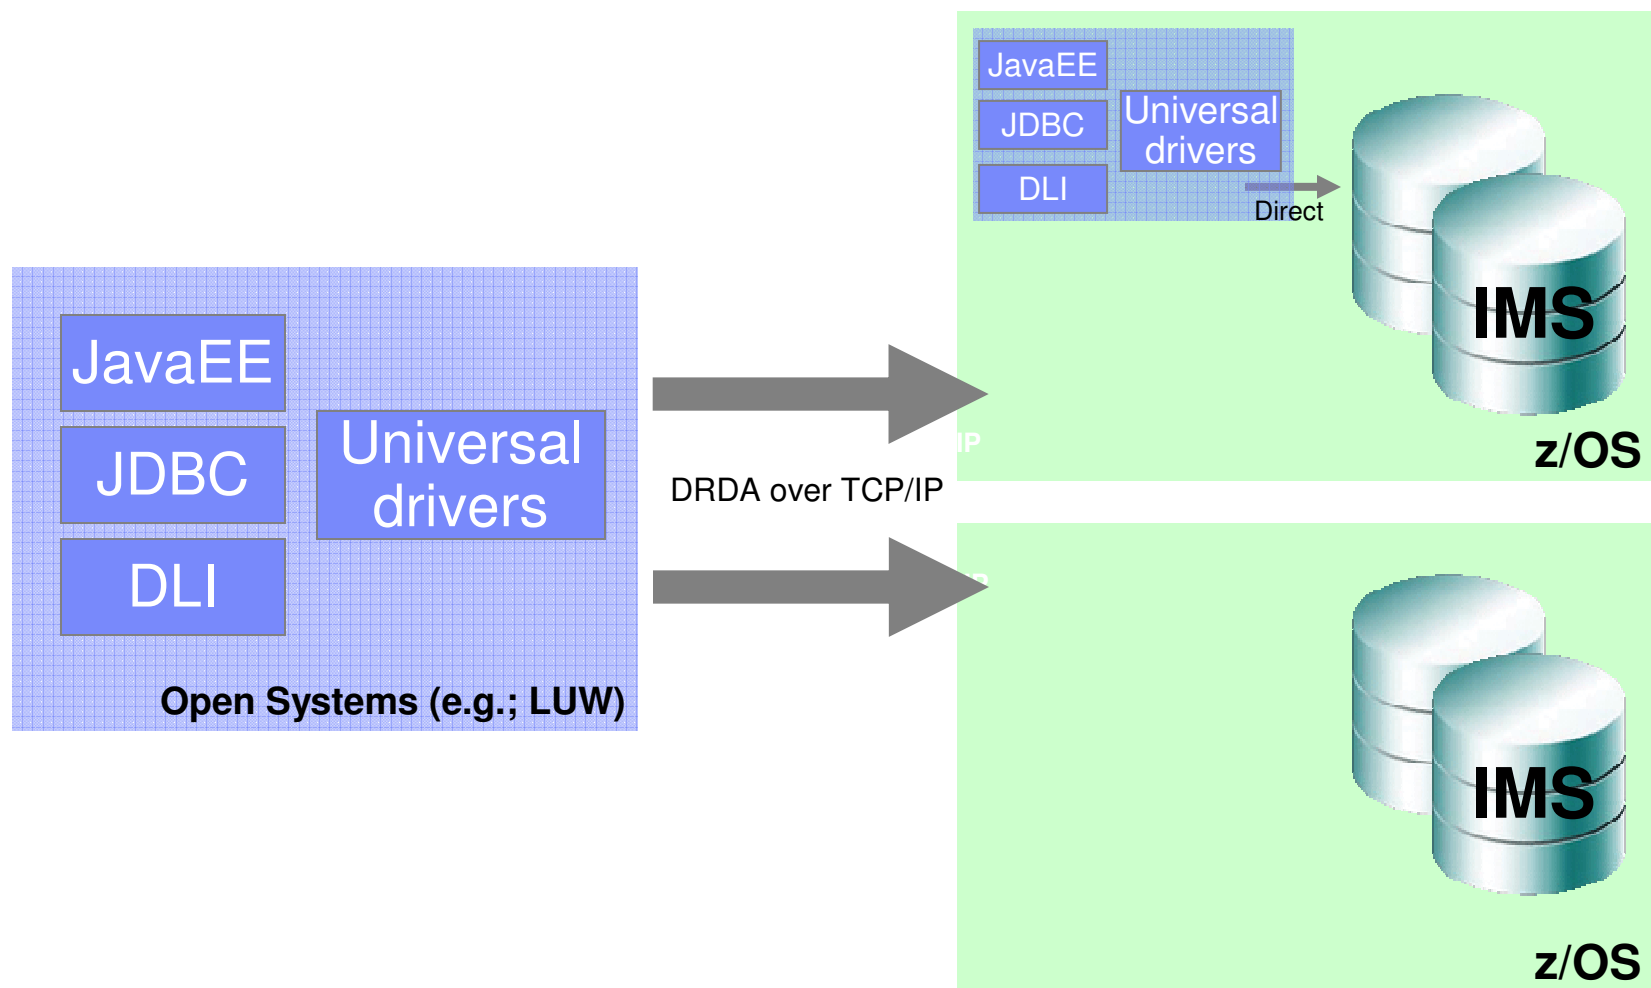 JavaEE
JDBC
DLI
Universal
drivers
Direct
IMS
z/OS
JavaEE
JDBC
DLI
Universal
drivers
Open Systems (e.g.; LUW)
IP
DRDA over TCP/IP
IMS
z/OS